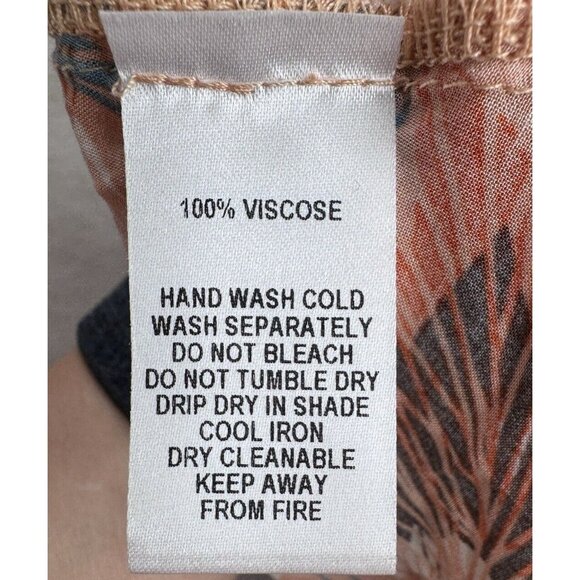 100% VISCOSE
HAND WASH COLD
WASH SEPARATELY
DO NOT BLEACH
DO NOT TUMBLE DRY
DRIP DRY IN SHADE
COOL IRON
DRY CLEANABLE
KEEP AWAY
FROM FIRE